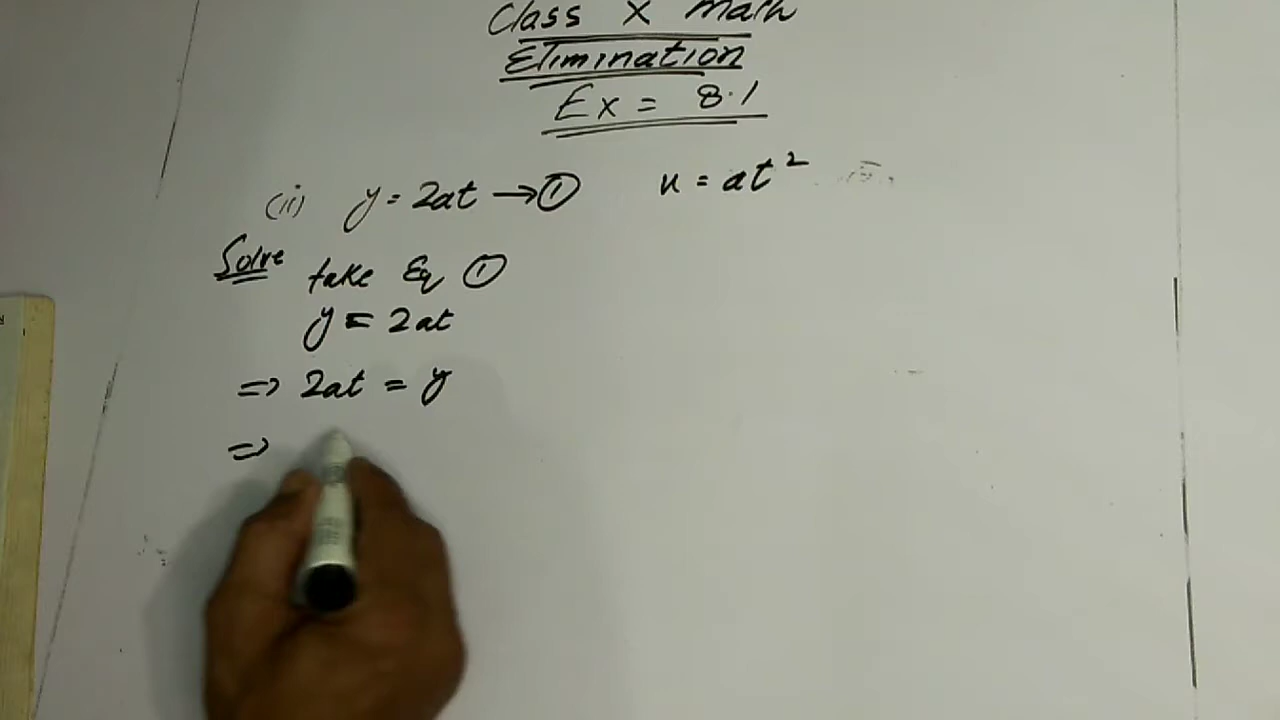 Class X Math
Elimination
Ex = 8.1
(ii) y = 2at → ① x = at²
Solve take Eq ①
y = 2at
⇒ 2at = y
⇒